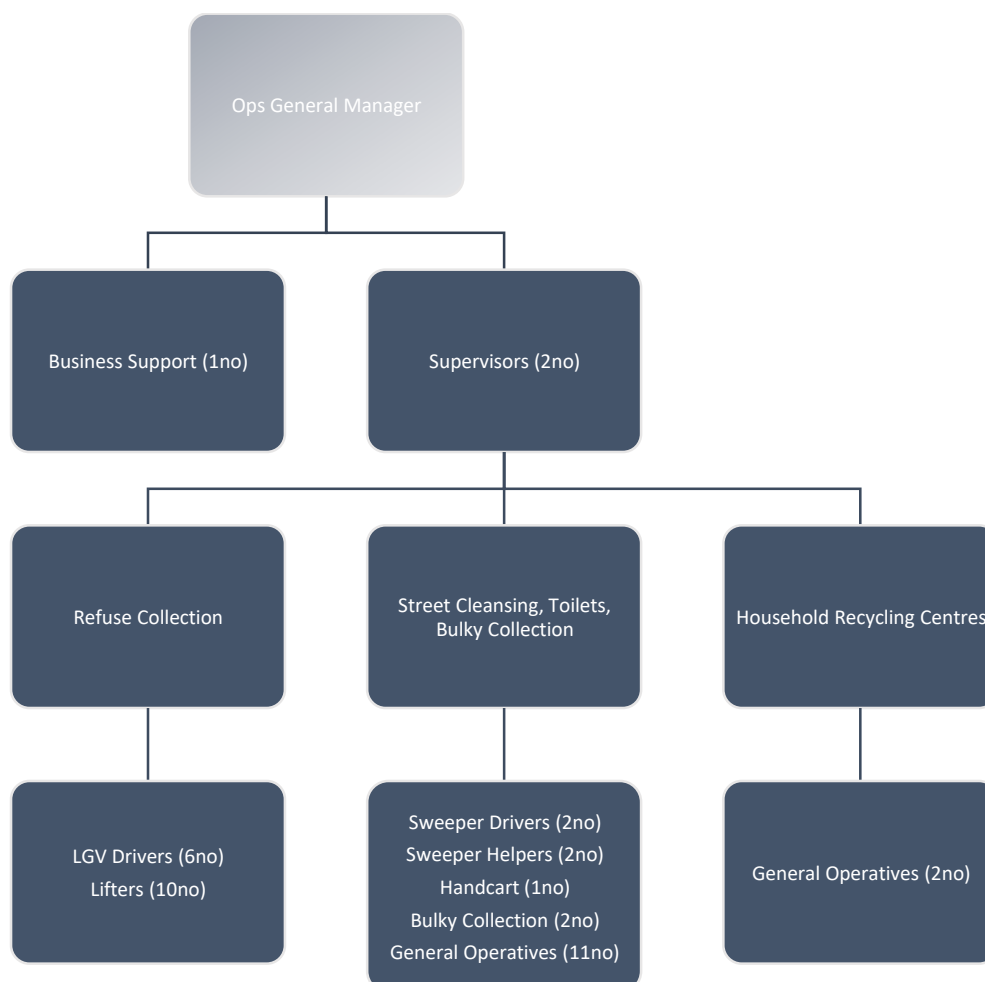 Ops General Manager
Business Support (1no)
Supervisors (2no)
Refuse Collection
Street Cleansing, Toilets,
Bulky Collection
Household Recycling Centres
LGV Drivers (6no)
Lifters (10no)
Sweeper Drivers (2no)
Sweeper Helpers (2no)
Handcart (1no)
Bulky Collection (2no)
General Operatives (11no)
General Operatives (2no)